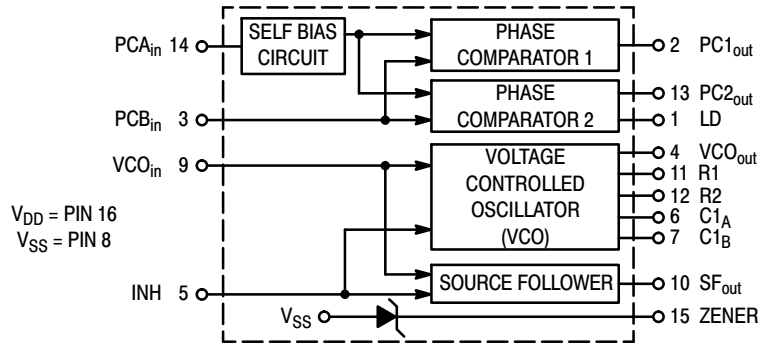 PCAin 14
SELF BIAS
CIRCUIT
PHASE
COMPARATOR 1
2 PC1out
PCBin 3
PHASE
COMPARATOR 2
13 PC2out
1 LD
VCOin 9
VOLTAGE
CONTROLLED
OSCILLATOR
(VCO)
4 VCOout
11 R1
12 R2
6 C1A
7 C1B
VDD = PIN 16
VSS = PIN 8
INH 5
SOURCE FOLLOWER
10 SFout
VSS
15 ZENER